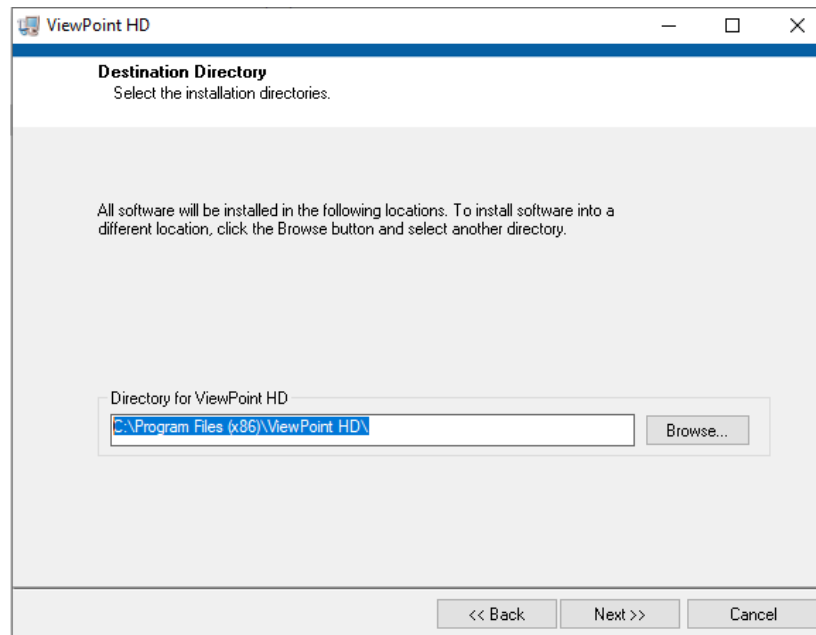 ViewPoint HD
Destination Directory
Select the installation directories.
All software will be installed in the following locations. To install software into a
different location, click the Browse button and select another directory.
Directory for ViewPoint HD
C:\Program Files (x86)\ViewPoint HD\
Browse...
<< Back
Next >>
Cancel